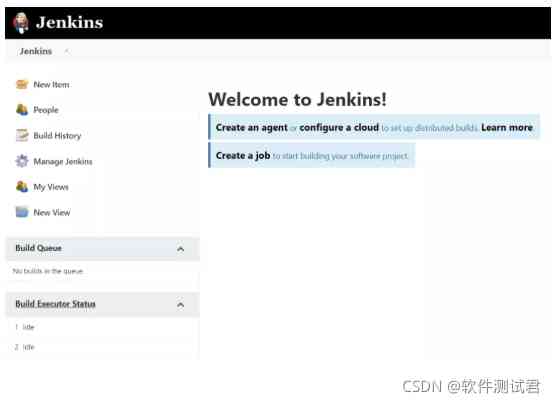 Jenkins
Jenkins
New Item
People
Build History
Manage Jenkins
My Views
New View
Build Queue
No builds in the queue.
Build Executor Status
1 Idle
2 Idle
Welcome to Jenkins!
Create an agent or configure a cloud to set up distributed builds. Learn more.
Create a job to start building your software project.
CSDN @软件测试君